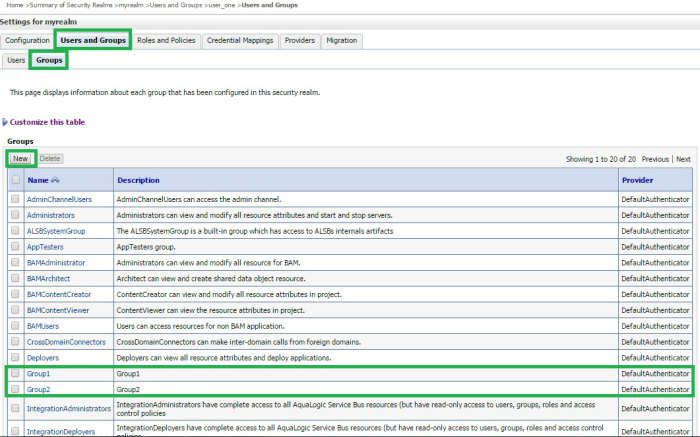 Home >Summary of Security Realms >myrealm >Users and Groups >user_one >Users and Groups
Settings for myrealm
Configuration Users and Groups Roles and Policies Credential Mappings Providers Migration
Users Groups
This page displays information about each group that has been configured in this security realm.
Customize this table
Groups
New Delete Showing 1 to 20 of 20 Previous | Next
Name Description Provider
AdminChannelUsers AdminChannelUsers can access the admin channel. DefaultAuthenticator
Administrators Administrators can view and modify all resource attributes and start and stop servers. DefaultAuthenticator
ALSBSystemGroup The ALSBSystemGroup is a built-in group which has access to ALSBs internals artifacts DefaultAuthenticator
AppTesters AppTesters group. DefaultAuthenticator
BAMAdministrator Administrators can view and modify all resource for BAM. DefaultAuthenticator
BAMArchitect Architect can view and create shared data object resource. DefaultAuthenticator
BAMContentCreator ContentCreator can view and modify all resource attributes in project. DefaultAuthenticator
BAMContentViewer ContentViewer can view the resource attributes in project. DefaultAuthenticator
BAMUsers Users can access resources for non BAM application. DefaultAuthenticator
CrossDomainConnectors CrossDomainConnectors can make inter-domain calls from foreign domains. DefaultAuthenticator
Deployers Deployers can view all resource attributes and deploy applications. DefaultAuthenticator
Group1 Group1 DefaultAuthenticator
Group2 Group2 DefaultAuthenticator
IntegrationAdministrators IntegrationAdministrators have complete access to all AquaLogic Service Bus resources (but have read-only access to users, groups, roles and access DefaultAuthenticator
control policies
IntegrationDeployers IntegrationDeployers have complete access to all AquaLogic Service Bus resources (but have read-only access to users, groups, roles and access control DefaultAuthenticator
policies